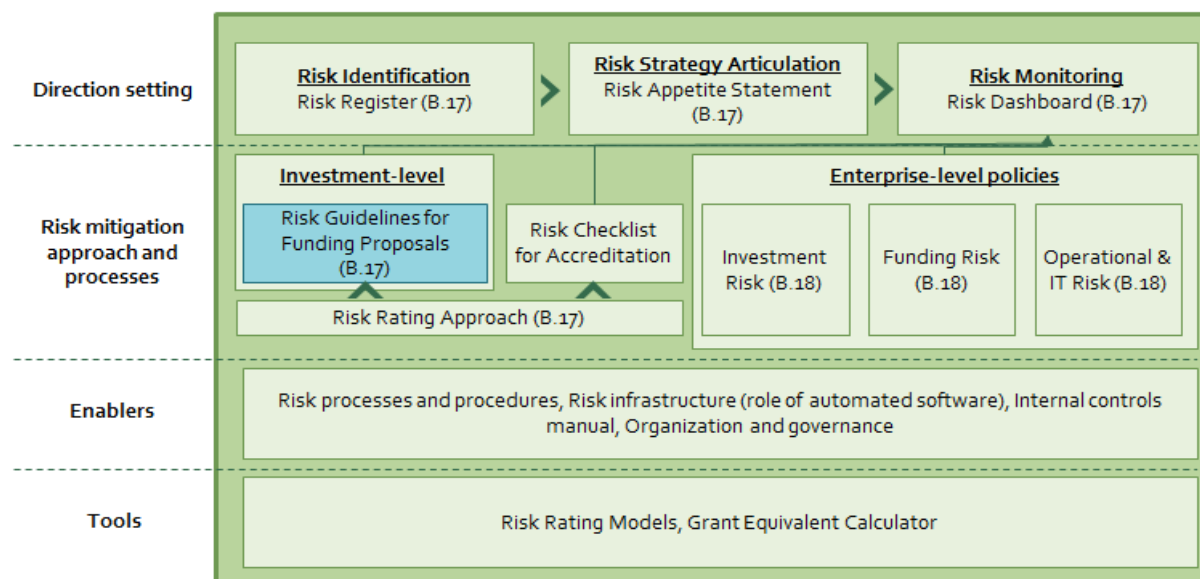 Direction setting
Risk Identification
Risk Register (B.17)
Risk Strategy Articulation
Risk Appetite Statement
(B.17)
Risk Monitoring
Risk Dashboard (B.17)
Risk mitigation
approach and
processes
Investment-level
Risk Guidelines for
Funding Proposals
(B.17)
Risk Checklist
for Accreditation
Risk Rating Approach (B.17)
Enterprise-level policies
Investment
Risk (B.18)
Funding Risk
(B.18)
Operational &
IT Risk (B.18)
Enablers
Risk processes and procedures, Risk infrastructure (role of automated software), Internal controls
manual, Organization and governance
Tools
Risk Rating Models, Grant Equivalent Calculator